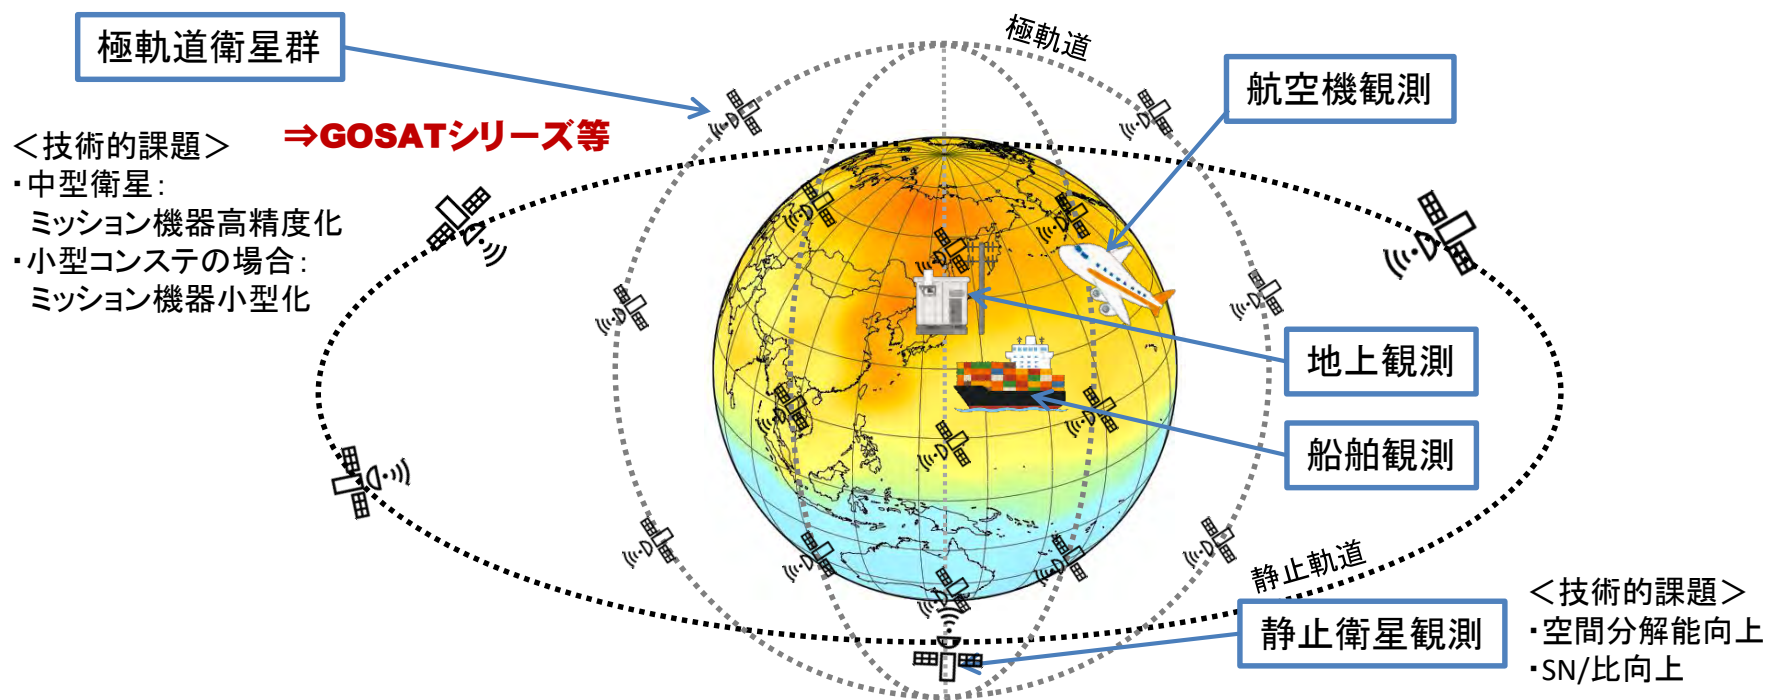 極軌道衛星群
極軌道
航空機観測
⇒GOSATシリーズ等
＜技術的課題＞
・中型衛星：
ミッション機器高精度化
・小型コンステの場合：
ミッション機器小型化
地上観測
船舶観測
静止軌道
静止衛星観測
＜技術的課題＞
・空間分解能向上
・SN/比向上